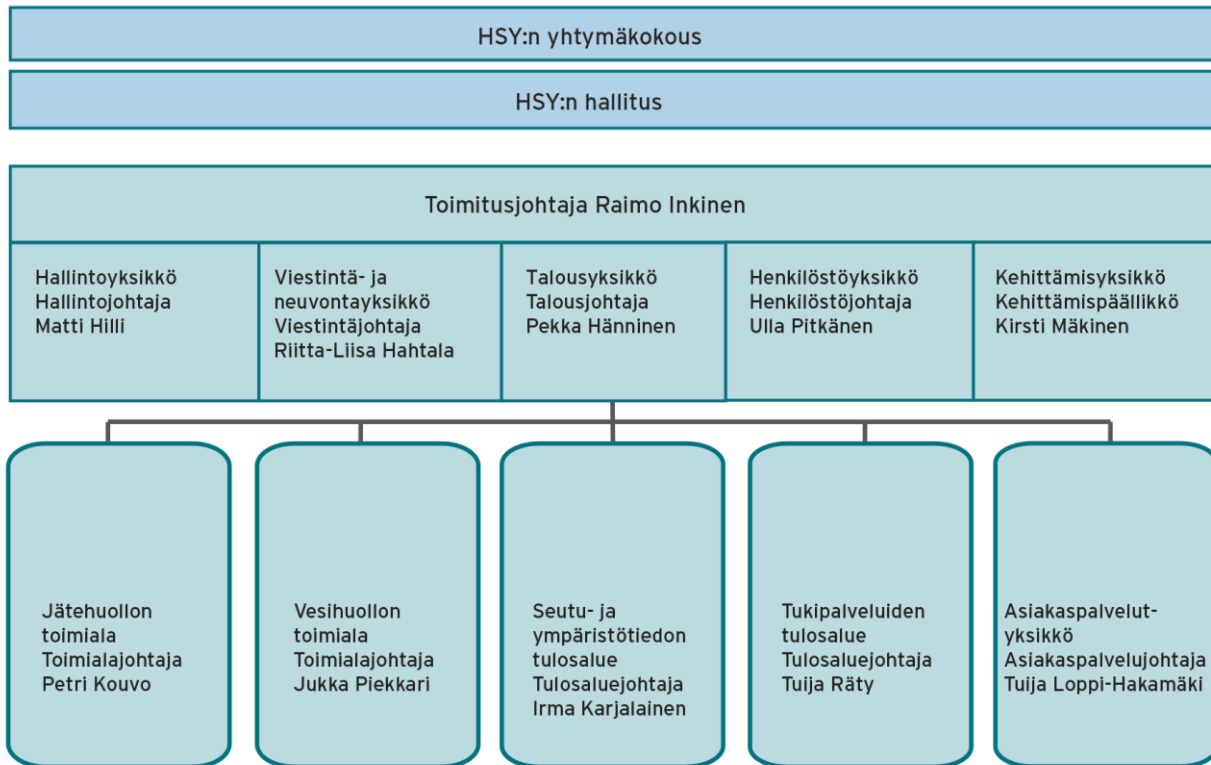 HSY:n yhtymäkokous
HSY:n hallitus
Toimitusjohtaja Raimo Inkinen
Hallintoyksikkö
Hallintojohtaja
Matti Hilli
Viestintä- ja
neuvontayksikkö
Viestintäjohtaja
Riitta-Liisa Hahtala
Talousyksikkö
Talousjohtaja
Pekka Hänninen
Henkilöstöyksikkö
Henkilöstöjohtaja
Ulla Pitkänen
Kehittämisyksikkö
Kehittämispäällikkö
Kirsti Mäkinen
Jätehuollon
toimiala
Toimialajohtaja
Petri Kouvo
Vesihuollon
toimiala
Toimialajohtaja
Jukka Piekkari
Seutu- ja
ympäristötiedon
tulosalue
Tulosaluejohtaja
Irma Karjalainen
Tukipalveluiden
tulosalue
Tulosaluejohtaja
Tuija Räty
Asiakaspalvelut-
yksikkö
Asiakaspalvelujohtaja
Tuija Loppi-Hakamäki